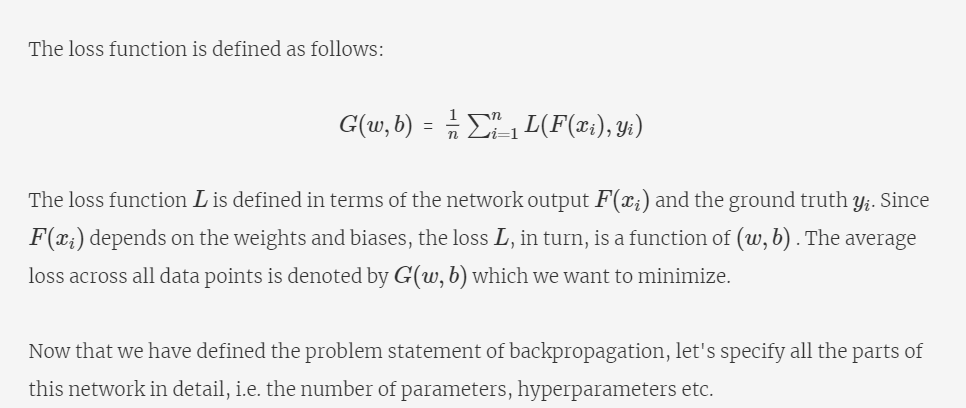 The loss function is defined as follows:
G(w, b) = 1/n ∑ⁿᵢ₌₁ L(F(xᵢ), yᵢ)
The loss function L is defined in terms of the network output F(xᵢ) and the ground truth yᵢ. Since
F(xᵢ) depends on the weights and biases, the loss L, in turn, is a function of (w, b) . The average
loss across all data points is denoted by G(w, b) which we want to minimize.
Now that we have defined the problem statement of backpropagation, let's specify all the parts of
this network in detail, i.e. the number of parameters, hyperparameters etc.